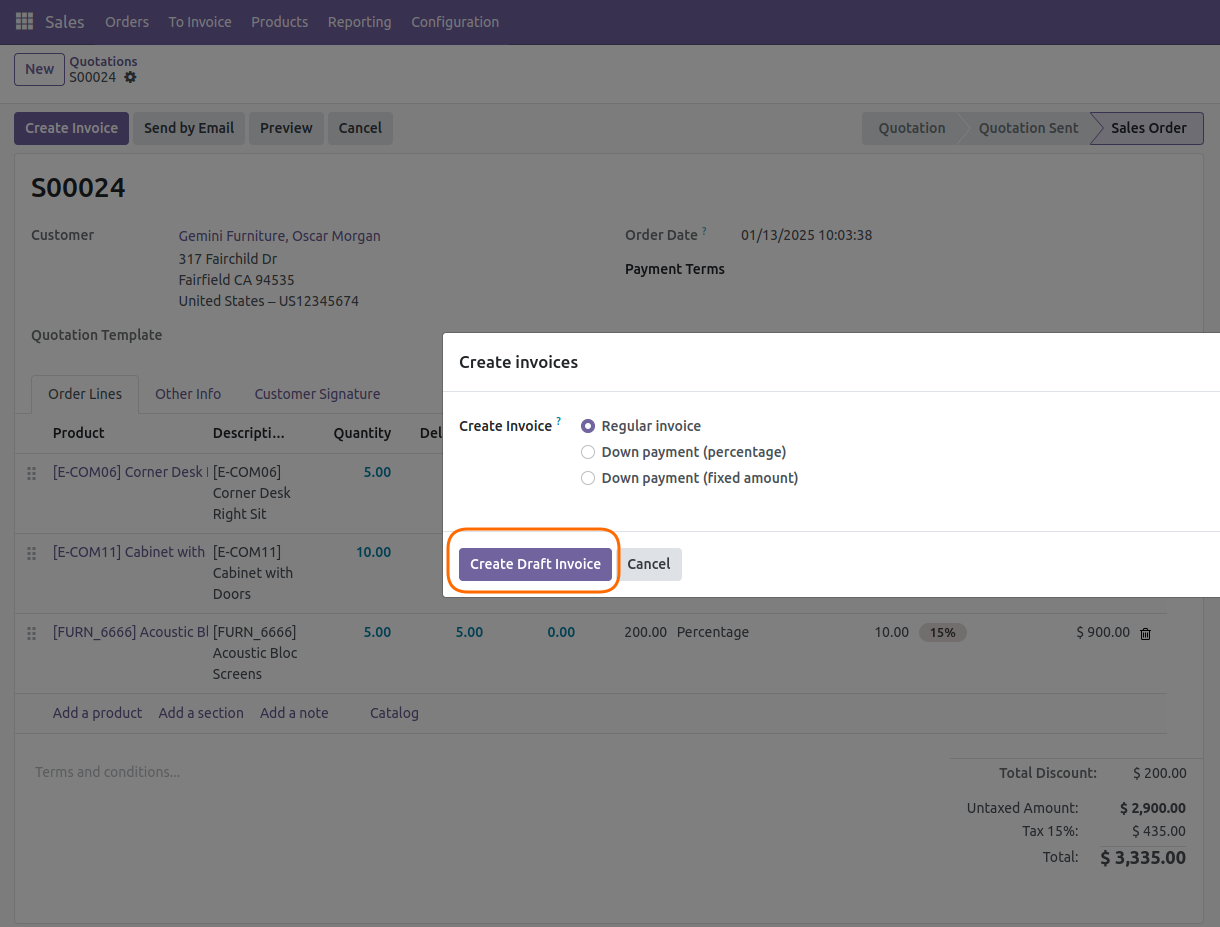 Sales Orders To Invoice Products Reporting Configuration
New Quotations
S00024
Create Invoice Send by Email Preview Cancel Quotation Quotation Sent Sales Order
S00024
Customer Gemini Furniture, Oscar Morgan Order Date ? 01/13/2025 10:03:38
317 Fairchild Dr
Fairfield CA 94535 Payment Terms
United States – US12345674
Quotation Template
Create invoices
Order Lines Other Info Customer Signature
Create Invoice ? Regular invoice
Down payment (percentage)
Down payment (fixed amount)
Create Draft Invoice Cancel
Product Descripti... Quantity Del
[E-COM06] Corner Desk [E-COM06] 5.00
Corner Desk
Right Sit
[E-COM11] Cabinet with [E-COM11] 10.00
Cabinet with
Doors
[FURN_6666] Acoustic Bl [FURN_6666] 5.00 5.00 0.00 200.00 Percentage 10.00 15% $ 900.00
Acoustic Bloc
Screens
Add a product Add a section Add a note Catalog
Terms and conditions... Total Discount: $ 200.00
Untaxed Amount: $ 2,900.00
Tax 15%: $ 435.00
Total: $ 3,335.00